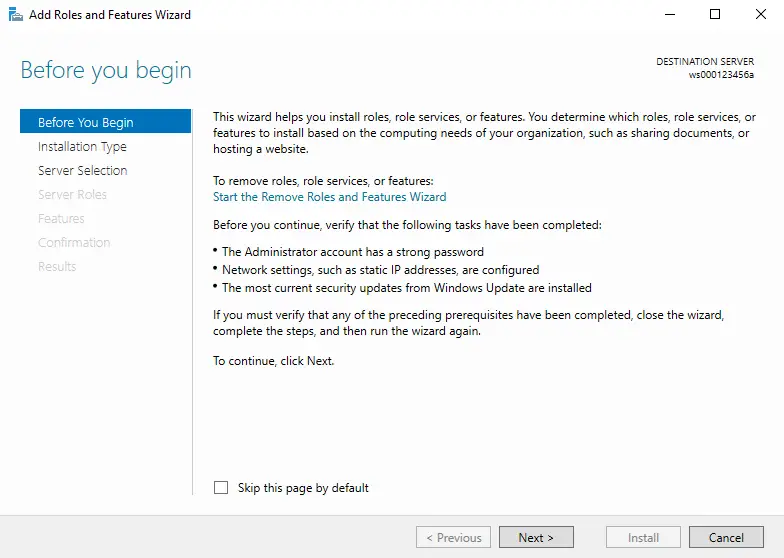 Add Roles and Features Wizard
Before you begin
DESTINATION SERVER
ws000123456a
Before You Begin
Installation Type
Server Selection
Server Roles
Features
Confirmation
Results
This wizard helps you install roles, role services, or features. You determine which roles, role services, or
features to install based on the computing needs of your organization, such as sharing documents, or
hosting a website.
To remove roles, role services, or features:
Start the Remove Roles and Features Wizard
Before you continue, verify that the following tasks have been completed:
• The Administrator account has a strong password
• Network settings, such as static IP addresses, are configured
• The most current security updates from Windows Update are installed
If you must verify that any of the preceding prerequisites have been completed, close the wizard,
complete the steps, and then run the wizard again.
To continue, click Next.
Skip this page by default
< Previous
Next >
Install
Cancel